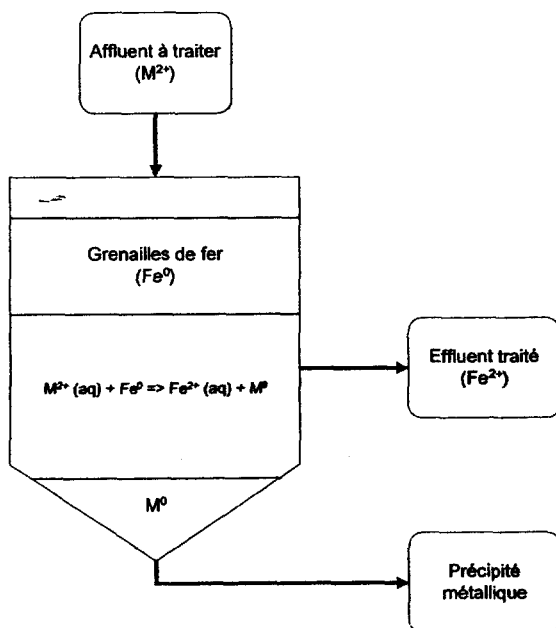 Affluent à traiter
(M²⁺)
Grenailles de fer
(Fe⁰)
M²⁺ (aq) + Fe⁰ => Fe²⁺ (aq) + M⁰
Effluent traité
(Fe²⁺)
M⁰
Précipité
métallique